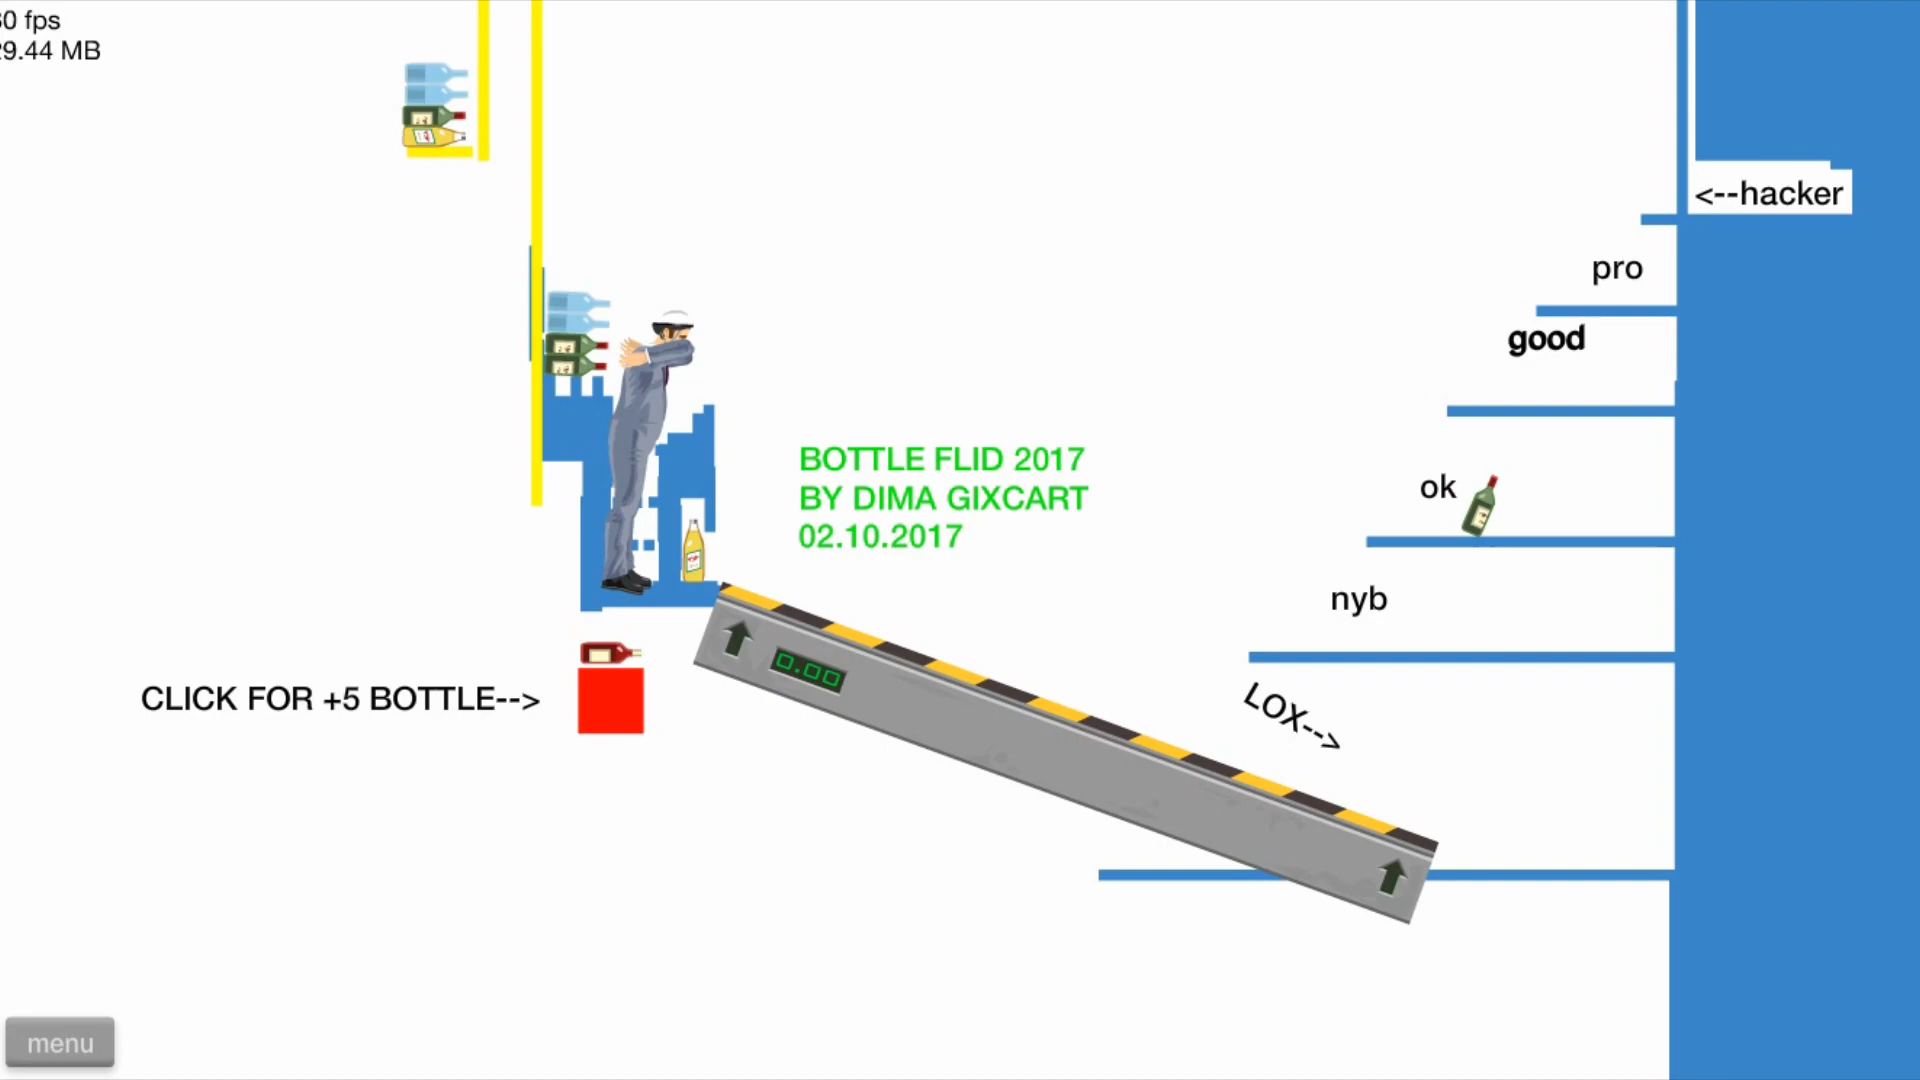 0 fps
9.44 MB
<--hacker
pro
good
BOTTLE FLID 2017
BY DIMA GIXCART
02.10.2017
ok
nyb
0.00
CLICK FOR +5 BOTTLE-->
LOX-->
menu